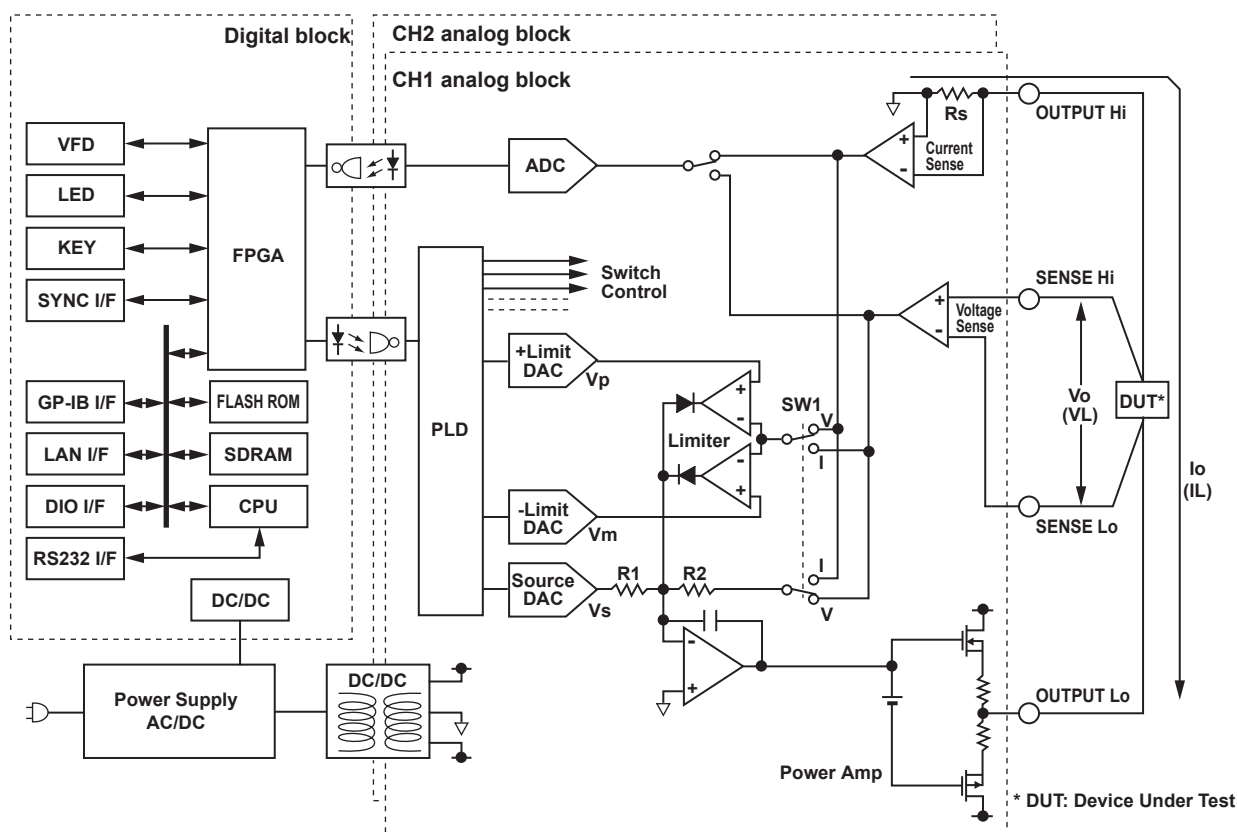 Digital block
CH2 analog block
CH1 analog block
VFD
LED
KEY
SYNC I/F
FPGA
GP-IB I/F
LAN I/F
DIO I/F
RS232 I/F
FLASH ROM
SDRAM
CPU
DC/DC
Power Supply
AC/DC
DC/DC
ADC
PLD
Switch
Control
+Limit
DAC
Vp
-Limit
DAC
Vm
Source
DAC
Vs
R1
R2
Limiter
+
-
-
+
SW1
V
I
I
V
-
+
Rs
+
-
Current
Sense
+
-
Voltage
Sense
OUTPUT Hi
SENSE Hi
Vo
(VL)
DUT*
Io
(IL)
SENSE Lo
OUTPUT Lo
Power Amp
* DUT: Device Under Test